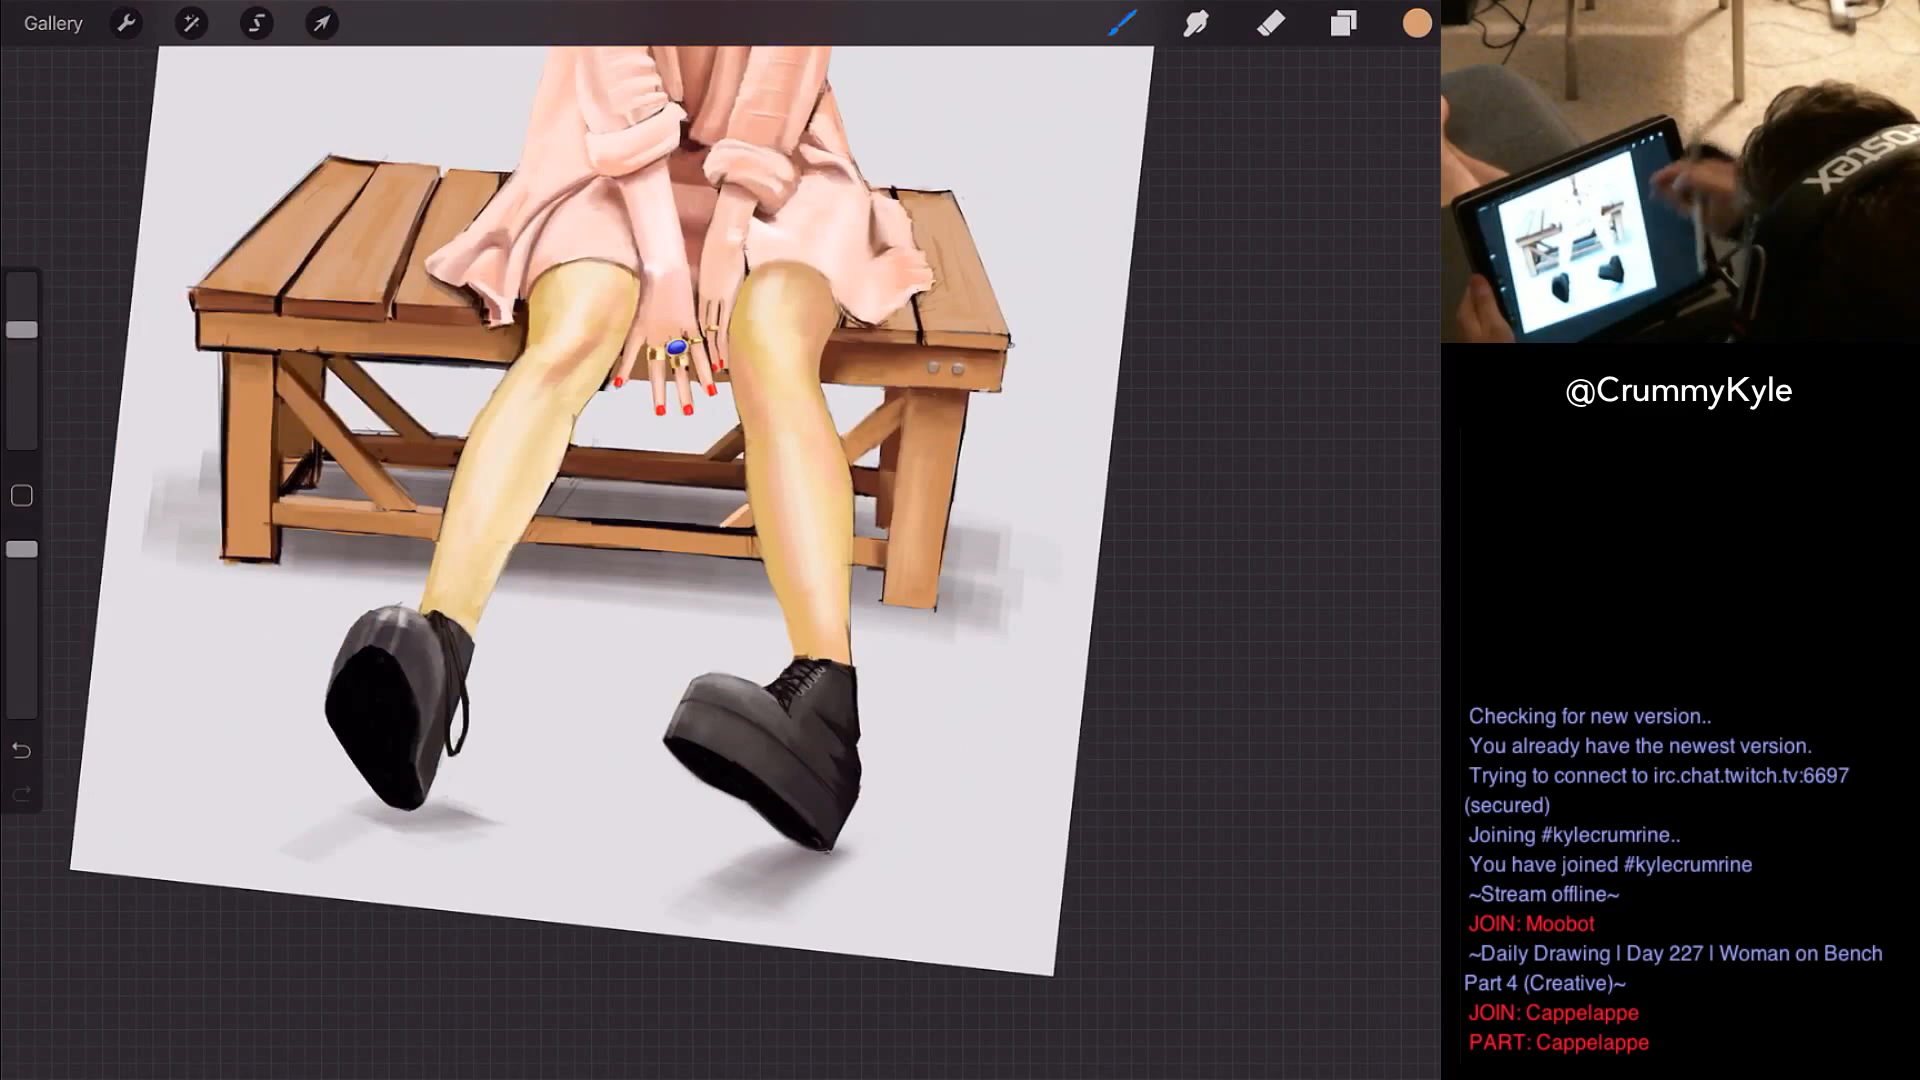 Gallery
Fostex
@CrummyKyle
Checking for new version..
You already have the newest version.
Trying to connect to irc.chat.twitch.tv:6697
(secured)
Joining #kylecrumrine..
You have joined #kylecrumrine
~Stream offline~
JOIN: Moobot
~Daily Drawing | Day 227 | Woman on Bench
Part 4 (Creative)~
JOIN: Cappelappe
PART: Cappelappe